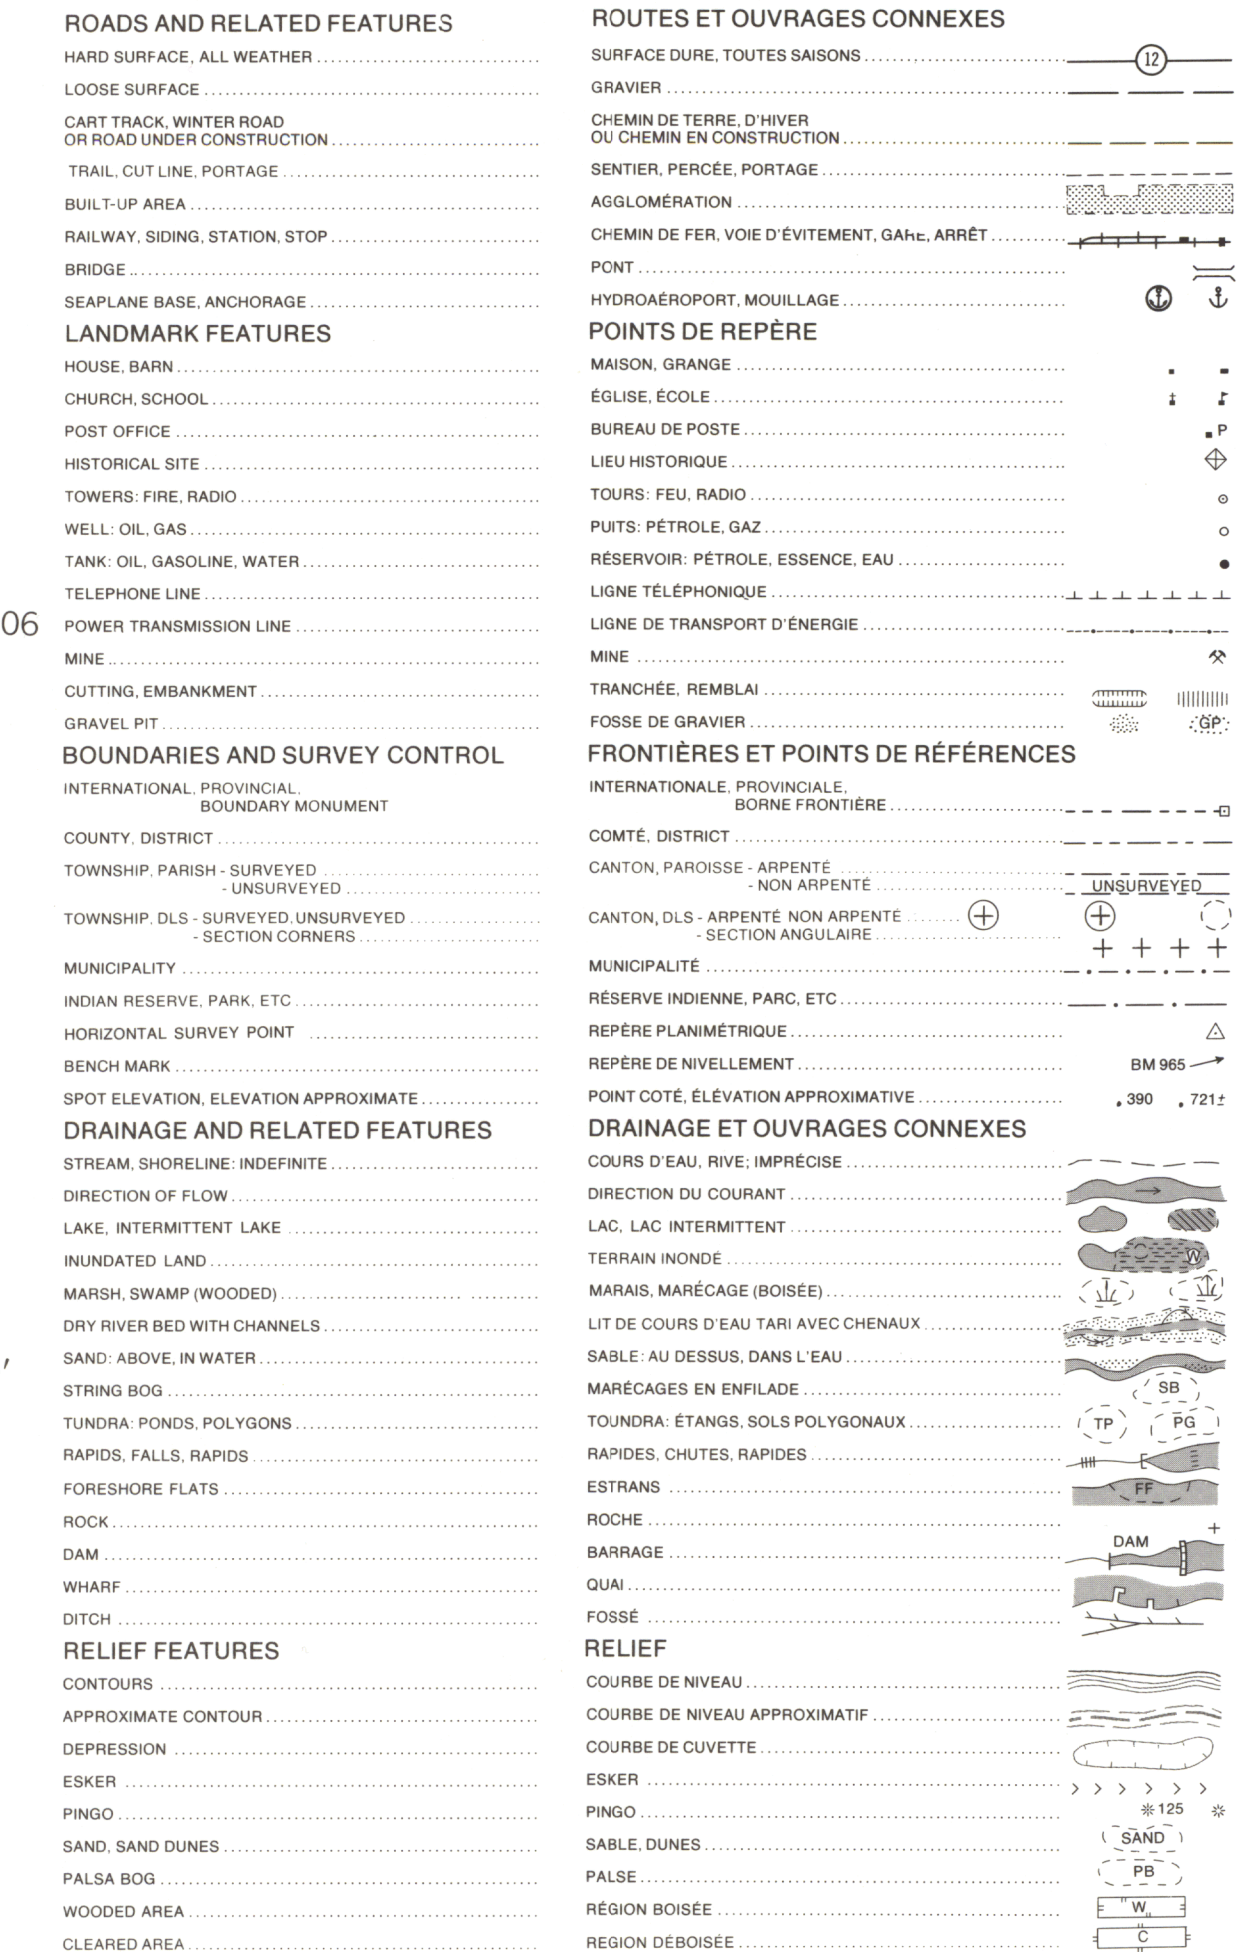 ROADS AND RELATED FEATURES
HARD SURFACE, ALL WEATHER
LOOSE SURFACE
CART TRACK, WINTER ROAD
OR ROAD UNDER CONSTRUCTION
TRAIL, CUT LINE, PORTAGE
BUILT-UP AREA
RAILWAY, SIDING, STATION, STOP
BRIDGE
SEAPLANE BASE, ANCHORAGE
LANDMARK FEATURES
HOUSE, BARN
CHURCH, SCHOOL
POST OFFICE
HISTORICAL SITE
TOWERS: FIRE, RADIO
WELL: OIL, GAS
TANK: OIL, GASOLINE, WATER
TELEPHONE LINE
06
POWER TRANSMISSION LINE
MINE
CUTTING, EMBANKMENT
GRAVEL PIT
BOUNDARIES AND SURVEY CONTROL
INTERNATIONAL, PROVINCIAL,
BOUNDARY MONUMENT
COUNTY, DISTRICT
TOWNSHIP, PARISH - SURVEYED
- UNSURVEYED
TOWNSHIP, DLS - SURVEYED, UNSURVEYED
- SECTION CORNERS
MUNICIPALITY
INDIAN RESERVE, PARK, ETC
HORIZONTAL SURVEY POINT
BENCH MARK
SPOT ELEVATION, ELEVATION APPROXIMATE
DRAINAGE AND RELATED FEATURES
STREAM, SHORELINE: INDEFINITE
DIRECTION OF FLOW
LAKE, INTERMITTENT LAKE
INUNDATED LAND
MARSH, SWAMP (WOODED)
DRY RIVER BED WITH CHANNELS
SAND: ABOVE, IN WATER
STRING BOG
TUNDRA: PONDS, POLYGONS
RAPIDS, FALLS, RAPIDS
FORESHORE FLATS
ROCK
DAM
WHARF
DITCH
RELIEF FEATURES
CONTOURS
APPROXIMATE CONTOUR
DEPRESSION
ESKER
PINGO
SAND, SAND DUNES
PALSA BOG
WOODED AREA
CLEARED AREA
ROUTES ET OUVRAGES CONNEXES
SURFACE DURE, TOUTES SAISONS 12
GRAVIER
CHEMIN DE TERRE, D'HIVER
OU CHEMIN EN CONSTRUCTION
SENTIER, PERCÉE, PORTAGE
AGGLOMÉRATION
CHEMIN DE FER, VOIE D'ÉVITEMENT, GARE, ARRÊT
PONT
HYDROAÉROPORT, MOUILLAGE
POINTS DE REPÈRE
MAISON, GRANGE
ÉGLISE, ÉCOLE
BUREAU DE POSTE P
LIEU HISTORIQUE
TOURS: FEU, RADIO
PUITS: PÉTROLE, GAZ
RÉSERVOIR: PÉTROLE, ESSENCE, EAU
LIGNE TÉLÉPHONIQUE
LIGNE DE TRANSPORT D'ÉNERGIE
MINE
TRANCHÉE, REMBLAI
FOSSE DE GRAVIER GP
FRONTIÈRES ET POINTS DE RÉFÉRENCES
INTERNATIONALE, PROVINCIALE,
BORNE FRONTIÈRE
COMTÉ, DISTRICT
CANTON, PAROISSE - ARPENTÉ
- NON ARPENTÉ UNSURVEYED
CANTON, DLS - ARPENTÉ NON ARPENTÉ
- SECTION ANGULAIRE
MUNICIPALITÉ
RÉSERVE INDIENNE, PARC, ETC
REPÈRE PLANIMÉTRIQUE
REPÈRE DE NIVELLEMENT BM 965
POINT COTÉ, ÉLÉVATION APPROXIMATIVE .390 .721±
DRAINAGE ET OUVRAGES CONNEXES
COURS D'EAU, RIVE; IMPRÉCISE
DIRECTION DU COURANT
LAC, LAC INTERMITTENT
TERRAIN INONDÉ W
MARAIS, MARÉCAGE (BOISÉE)
LIT DE COURS D'EAU TARI AVEC CHENAUX
SABLE: AU DESSUS, DANS L'EAU
MARÉCAGES EN ENFILADE SB
TOUNDRA: ÉTANGS, SOLS POLYGONAUX TP PG
RAPIDES, CHUTES, RAPIDES
ESTRANS FF
ROCHE
BARRAGE DAM
QUAI
FOSSÉ
RELIEF
COURBE DE NIVEAU
COURBE DE NIVEAU APPROXIMATIF
COURBE DE CUVETTE
ESKER
PINGO 125
SABLE, DUNES SAND
PALSE PB
RÉGION BOISÉE W
REGION DÉBOISÉE C